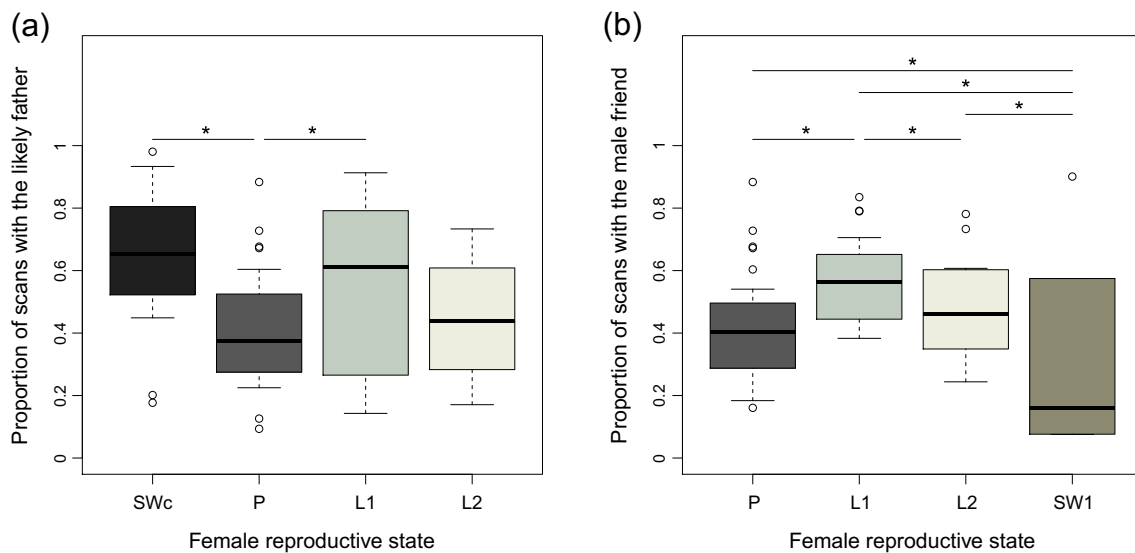 (a)
Proportion of scans with the likely father
0
0.2
0.4
0.6
0.8
1
*
*
SWc P L1 L2
Female reproductive state
(b)
Proportion of scans with the male friend
0
0.2
0.4
0.6
0.8
1
*
*
*
*
*
P L1 L2 SW1
Female reproductive state